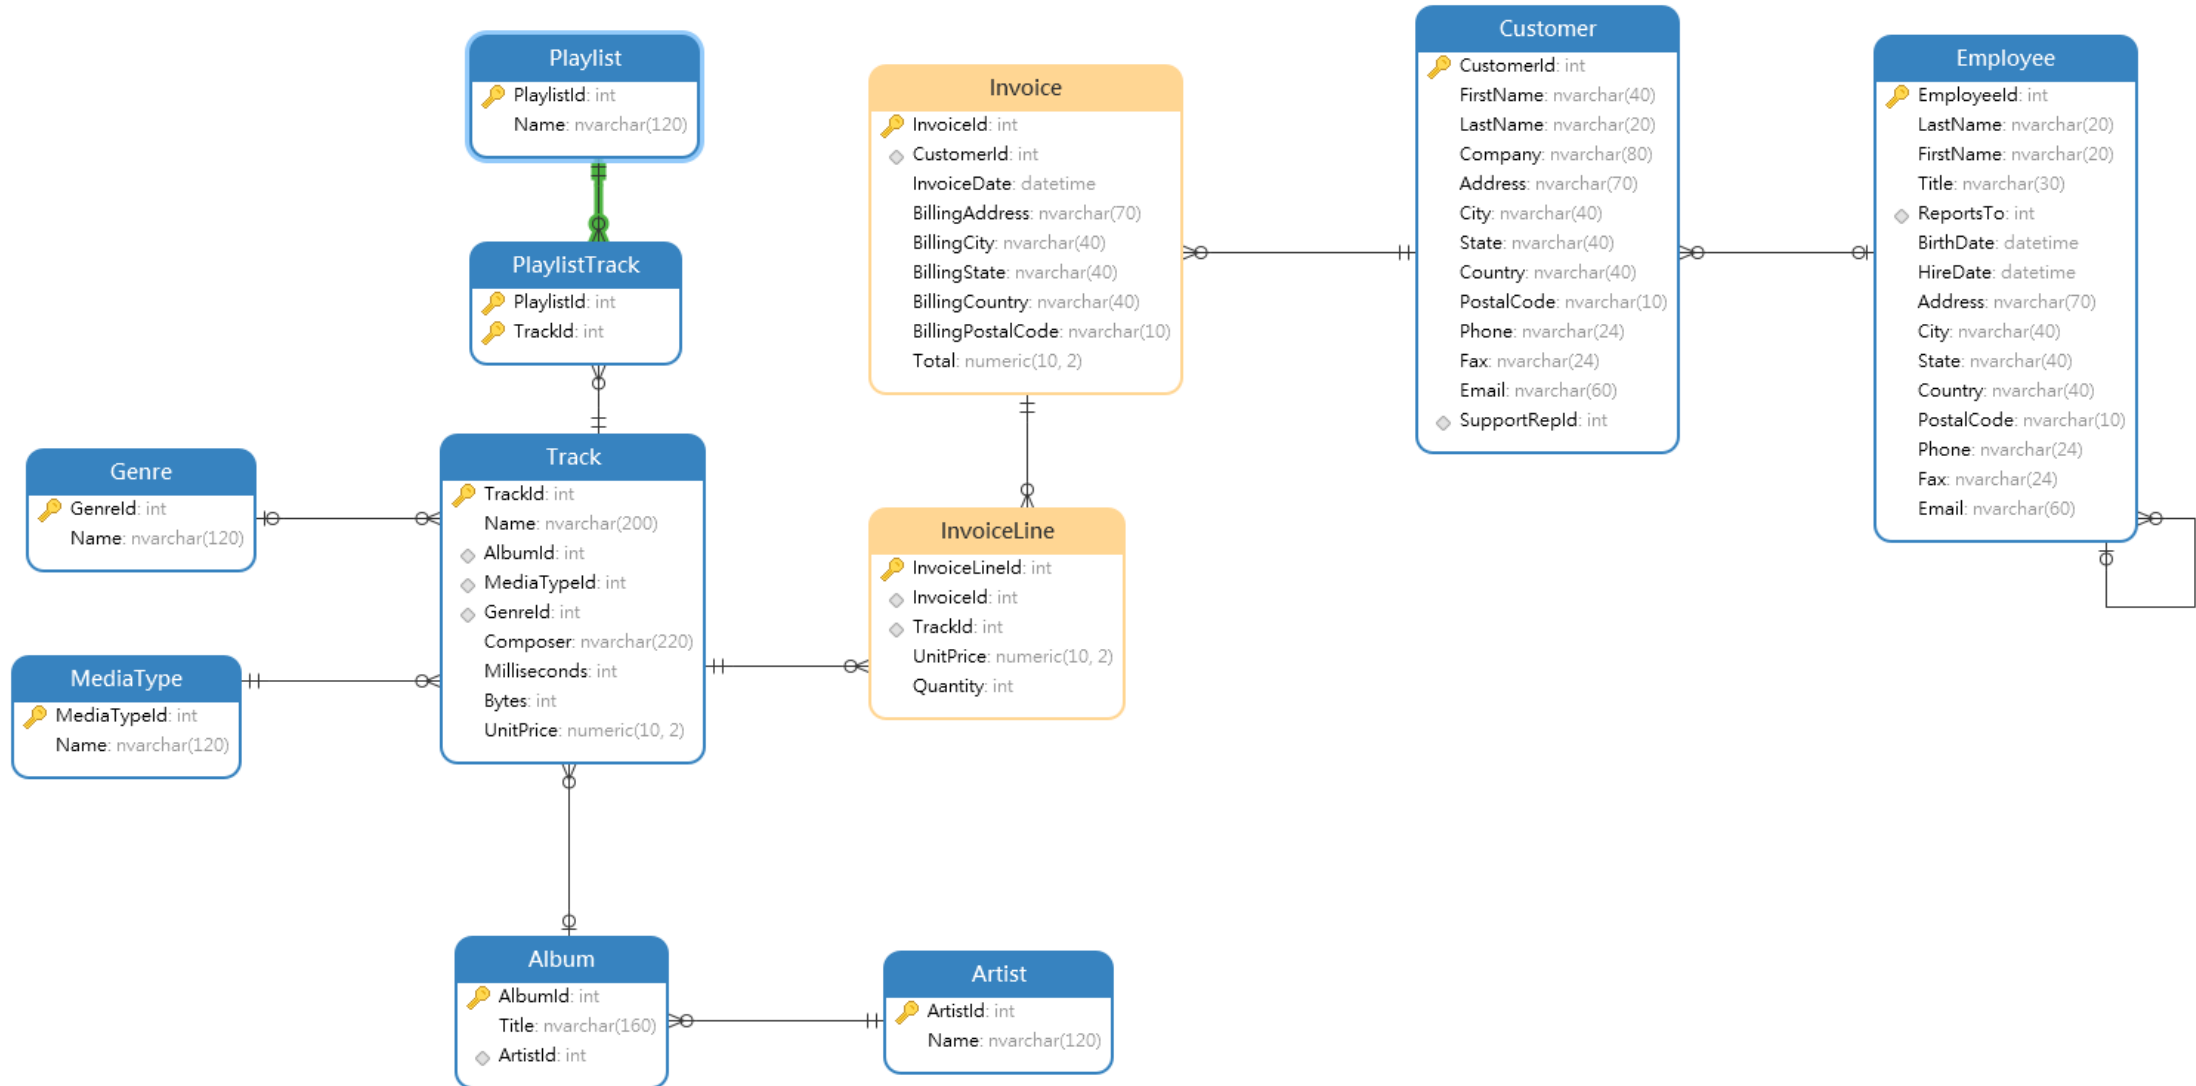 Playlist
PlaylistId: int
Name: nvarchar(120)
PlaylistTrack
PlaylistId: int
TrackId: int
Genre
GenreId: int
Name: nvarchar(120)
MediaType
MediaTypeId: int
Name: nvarchar(120)
Track
TrackId: int
Name: nvarchar(200)
AlbumId: int
MediaTypeId: int
GenreId: int
Composer: nvarchar(220)
Milliseconds: int
Bytes: int
UnitPrice: numeric(10, 2)
Album
AlbumId: int
Title: nvarchar(160)
ArtistId: int
Artist
ArtistId: int
Name: nvarchar(120)
Invoice
InvoiceId: int
CustomerId: int
InvoiceDate: datetime
BillingAddress: nvarchar(70)
BillingCity: nvarchar(40)
BillingState: nvarchar(40)
BillingCountry: nvarchar(40)
BillingPostalCode: nvarchar(10)
Total: numeric(10, 2)
InvoiceLine
InvoiceLineId: int
InvoiceId: int
TrackId: int
UnitPrice: numeric(10, 2)
Quantity: int
Customer
CustomerId: int
FirstName: nvarchar(40)
LastName: nvarchar(20)
Company: nvarchar(80)
Address: nvarchar(70)
City: nvarchar(40)
State: nvarchar(40)
Country: nvarchar(40)
PostalCode: nvarchar(10)
Phone: nvarchar(24)
Fax: nvarchar(24)
Email: nvarchar(60)
SupportRepId: int
Employee
EmployeeId: int
LastName: nvarchar(20)
FirstName: nvarchar(20)
Title: nvarchar(30)
ReportsTo: int
BirthDate: datetime
HireDate: datetime
Address: nvarchar(70)
City: nvarchar(40)
State: nvarchar(40)
Country: nvarchar(40)
PostalCode: nvarchar(10)
Phone: nvarchar(24)
Fax: nvarchar(24)
Email: nvarchar(60)